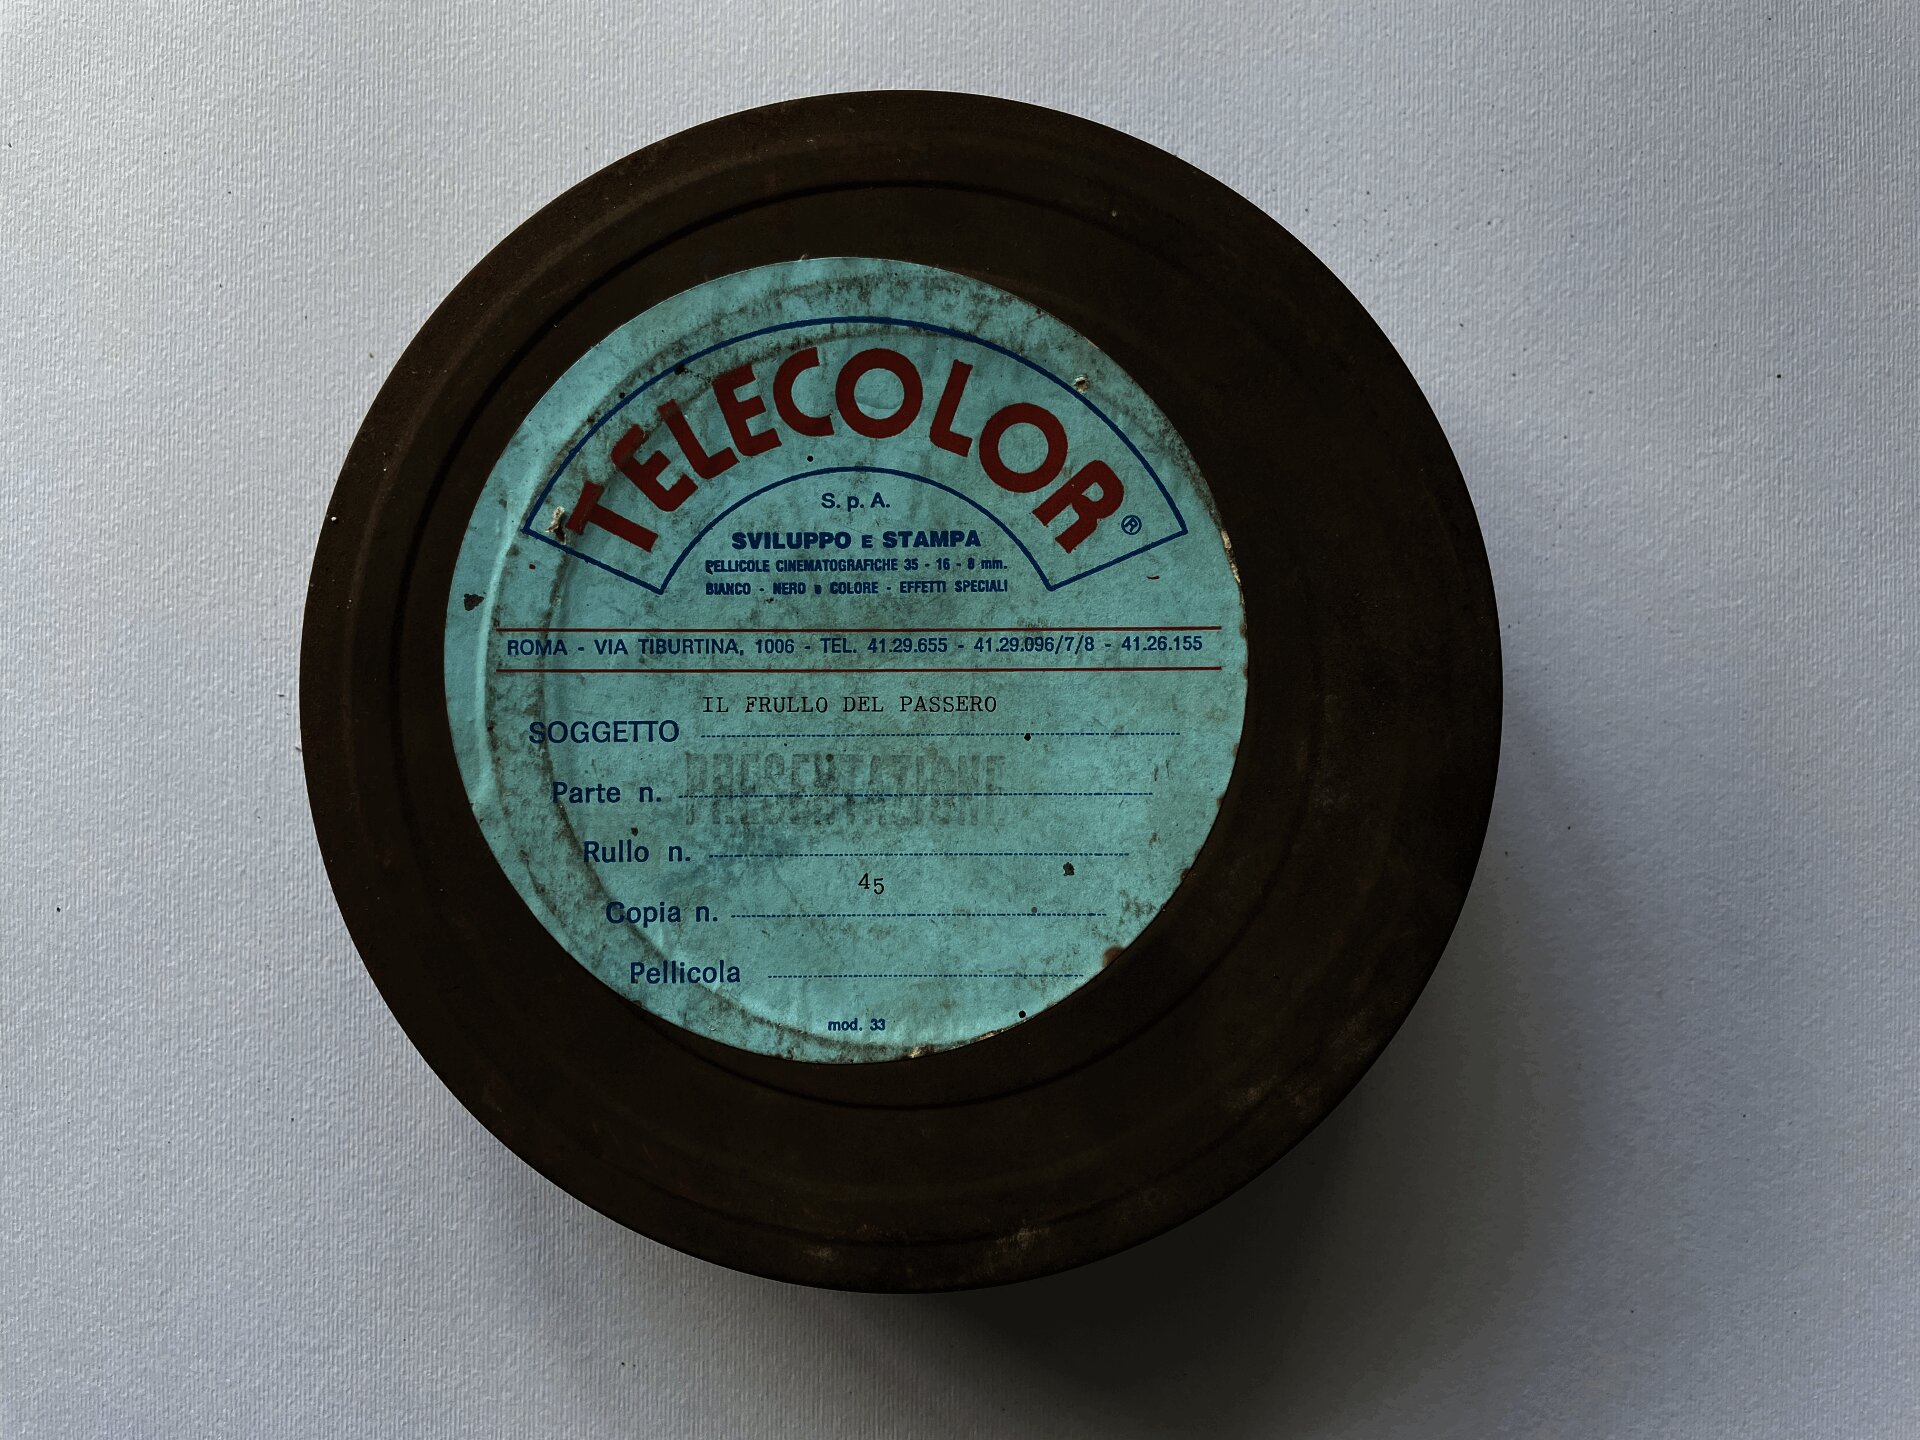 TELECOLOR ®
S. p. A.
SVILUPPO E STAMPA
PELLICOLE CINEMATOGRAFICHE 35 - 16 - 8 mm.
BIANCO - NERO e COLORE - EFFETTI SPECIALI
ROMA - VIA TIBURTINA, 1006 - TEL. 41.29.655 - 41.29.096/7/8 - 41.26.155
IL FRULLO DEL PASSERO
SOGGETTO
PRESENTAZIONE
Parte n.
Rullo n.
45
Copia n.
Pellicola
mod. 33